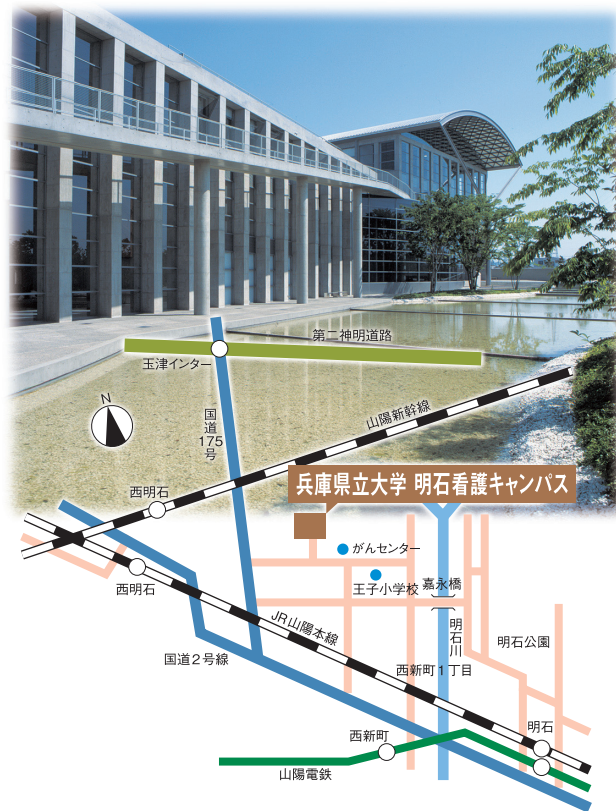 第二神明道路
玉津インター
N
国道175号
山陽新幹線
西明石
兵庫県立大学 明石看護キャンパス
がんセンター
西明石
王子小学校
嘉永橋
JR山陽本線
明石川
明石公園
国道2号線
西新町1丁目
西新町
明石
山陽電鉄